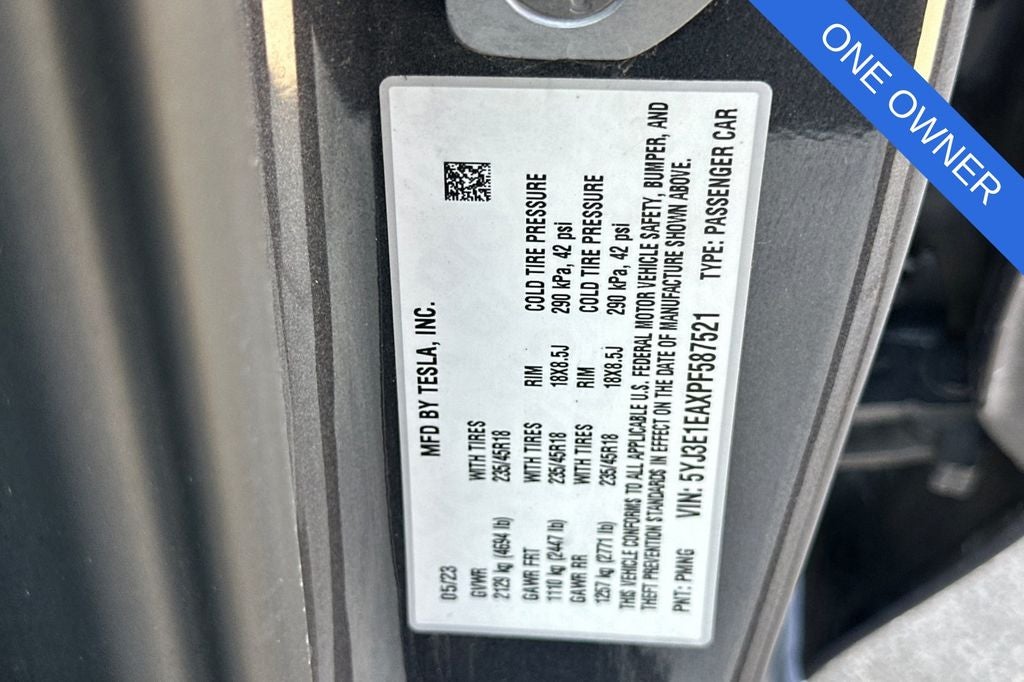 ONE OWNER
MFD BY TESLA, INC.
05/23
GVWR WITH TIRES
2129 kg (4694 lb) 235/45R18
GAWR FRT WITH TIRES RIM COLD TIRE PRESSURE
1110 kg (2447 lb) 235/45R18 18X8.5J 290 kPa, 42 psi
GAWR RR WITH TIRES RIM COLD TIRE PRESSURE
1257 kg (2771 lb) 235/45R18 18X8.5J 290 kPa, 42 psi
THIS VEHICLE CONFORMS TO ALL APPLICABLE U.S. FEDERAL MOTOR VEHICLE SAFETY, BUMPER, AND
THEFT PREVENTION STANDARDS IN EFFECT ON THE DATE OF MANUFACTURE SHOWN ABOVE.
PNT: PMNG VIN: 5YJ3E1EAXPF587521 TYPE: PASSENGER CAR